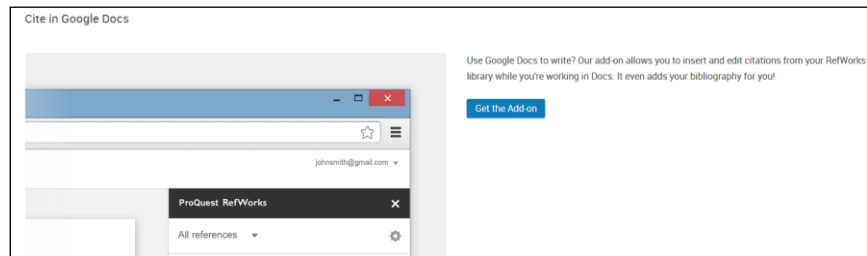 Cite in Google Docs
Use Google Docs to write? Our add-on allows you to insert and edit citations from your RefWorks
library while you're working in Docs. It even adds your bibliography for you!
Get the Add-on
johnsmith@gmail.com
ProQuest RefWorks
All references